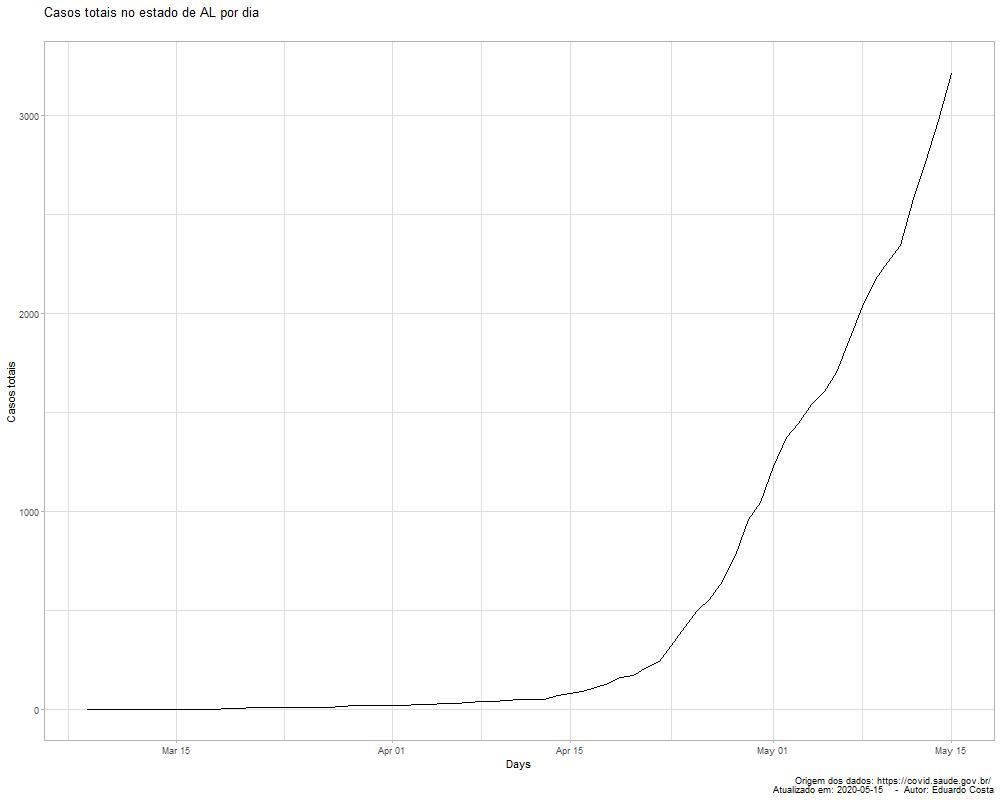 Casos totais no estado de AL por dia
3000
2000
1000
0
Casos totais
Mar 15
Apr 01
Apr 15
May 01
May 15
Days
Origem dos dados: https://covid.saude.gov.br/
Atualizado em: 2020-05-15 - Autor: Eduardo Costa